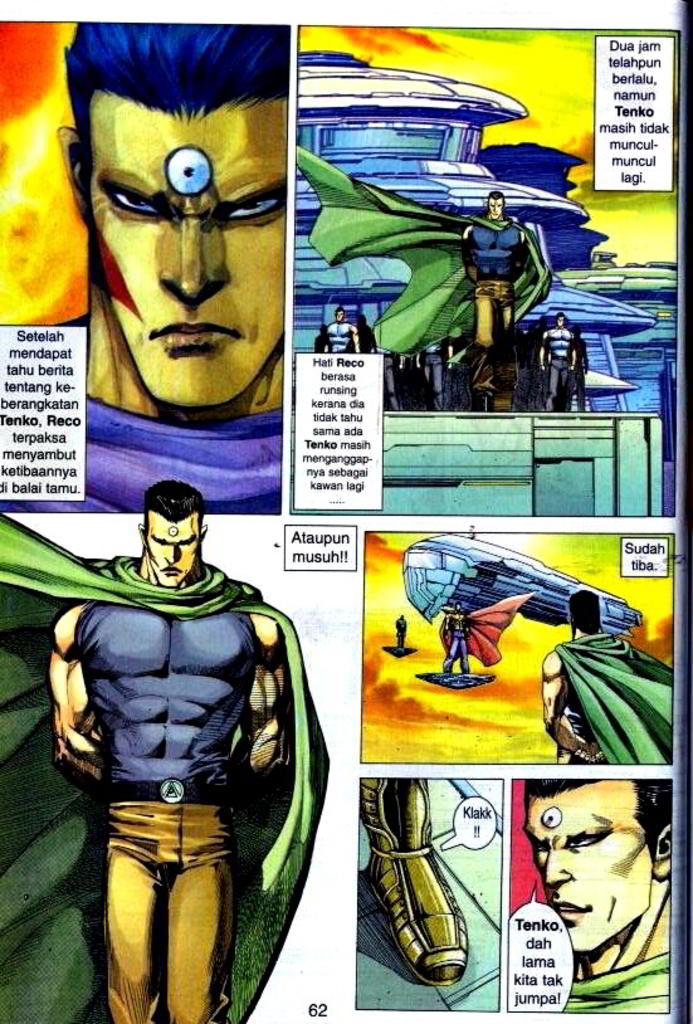 Setelah
mendapat
tahu berita
tentang ke-
berangkatan
Tenko, Reco
terpaksa
menyambut
ketibaannya
di balai tamu.
Dua jam
telahpun
berlalu,
namun
Tenko
masih tidak
muncul-
muncul
lagi.
Hati Reco
berasa
runsing
kerana dia
tidak tahu
sama ada
Tenko masih
menganggap-
nya sebagai
kawan lagi
.....
Ataupun
musuh!!
Sudah
tiba.
Klakk
!!
Tenko,
dah
lama
kita tak
jumpa!
62